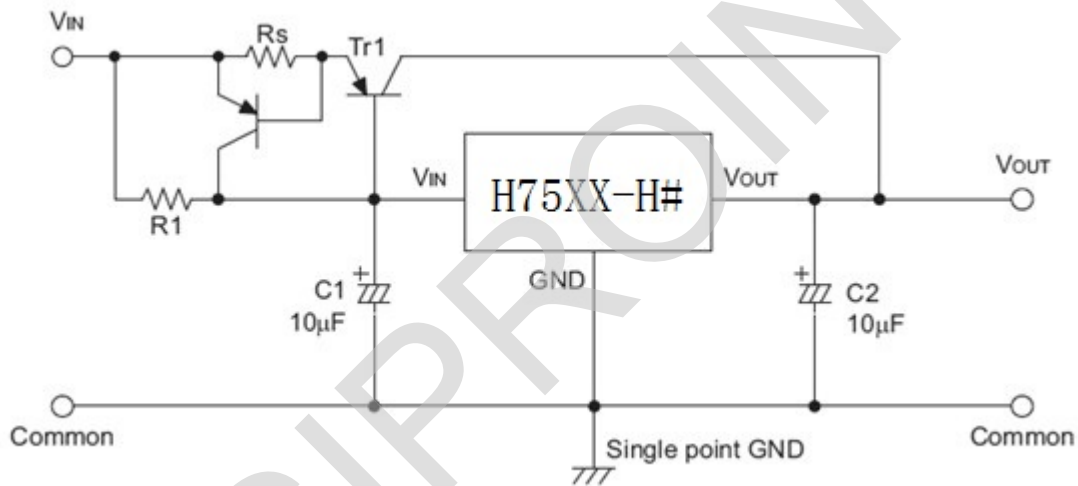 VIN
Rs
Tr1
R1
VIN
H75XX-H#
VOUT
VOUT
GND
C1
10μF
C2
10μF
Common
Single point GND
Common